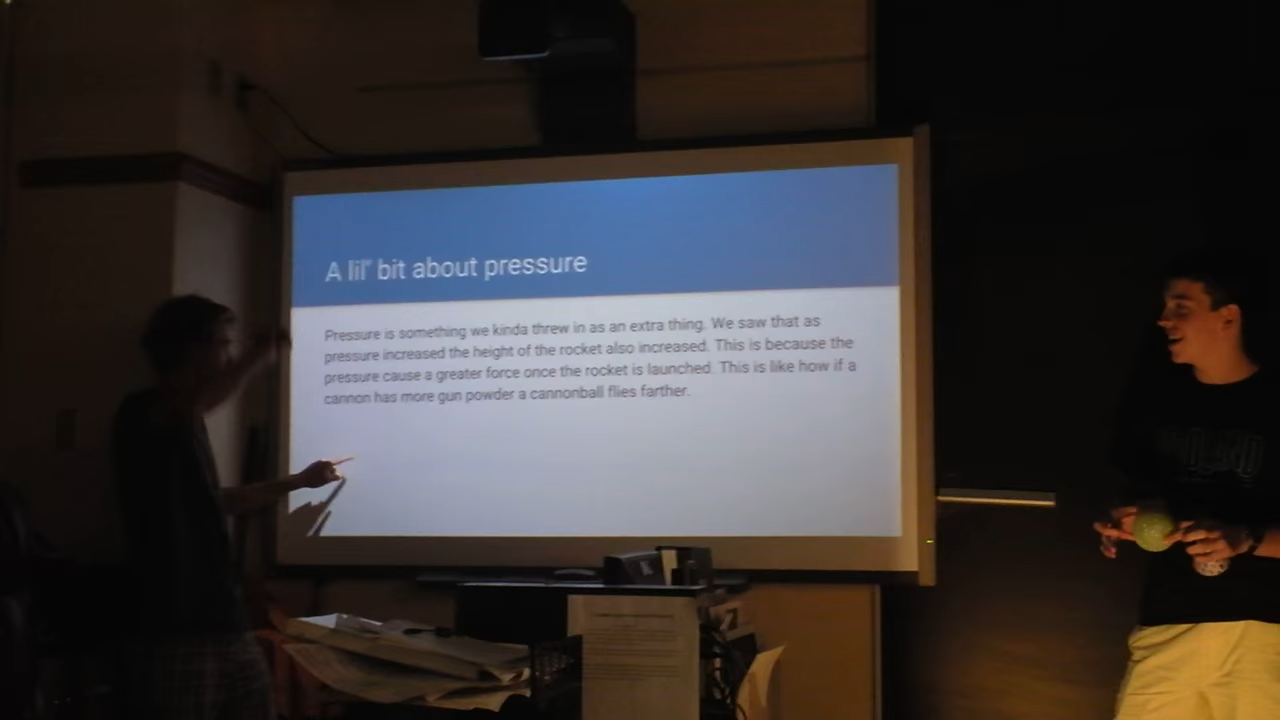 A lil' bit about pressure
Pressure is something we kinda threw in as an extra thing. We saw that as
pressure increased the height of the rocket also increased. This is because the
pressure cause a greater force once the rocket is launched. This is like how if a
cannon has more gun powder a cannonball flies farther.